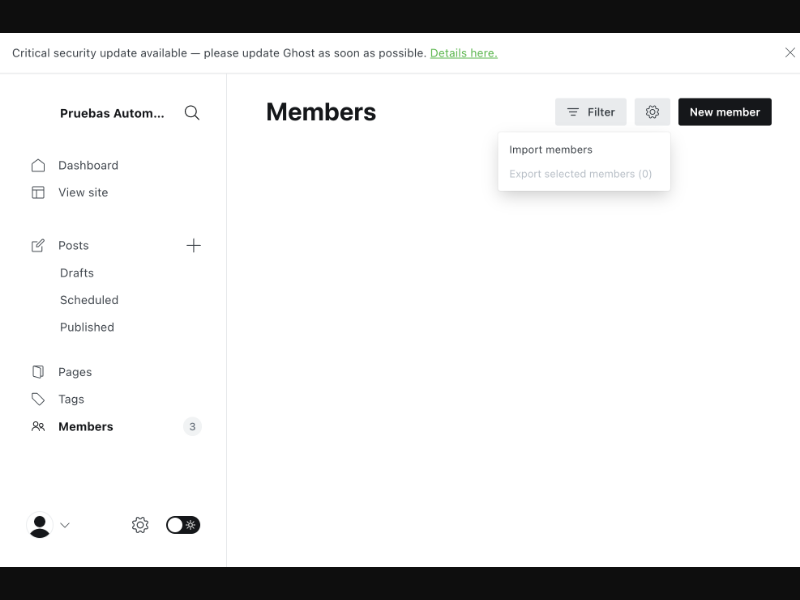 Critical security update available — please update Ghost as soon as possible. Details here.
Pruebas Autom...
Members
Filter
New member
Import members
Export selected members (0)
Dashboard
View site
Posts
Drafts
Scheduled
Published
Pages
Tags
Members 3